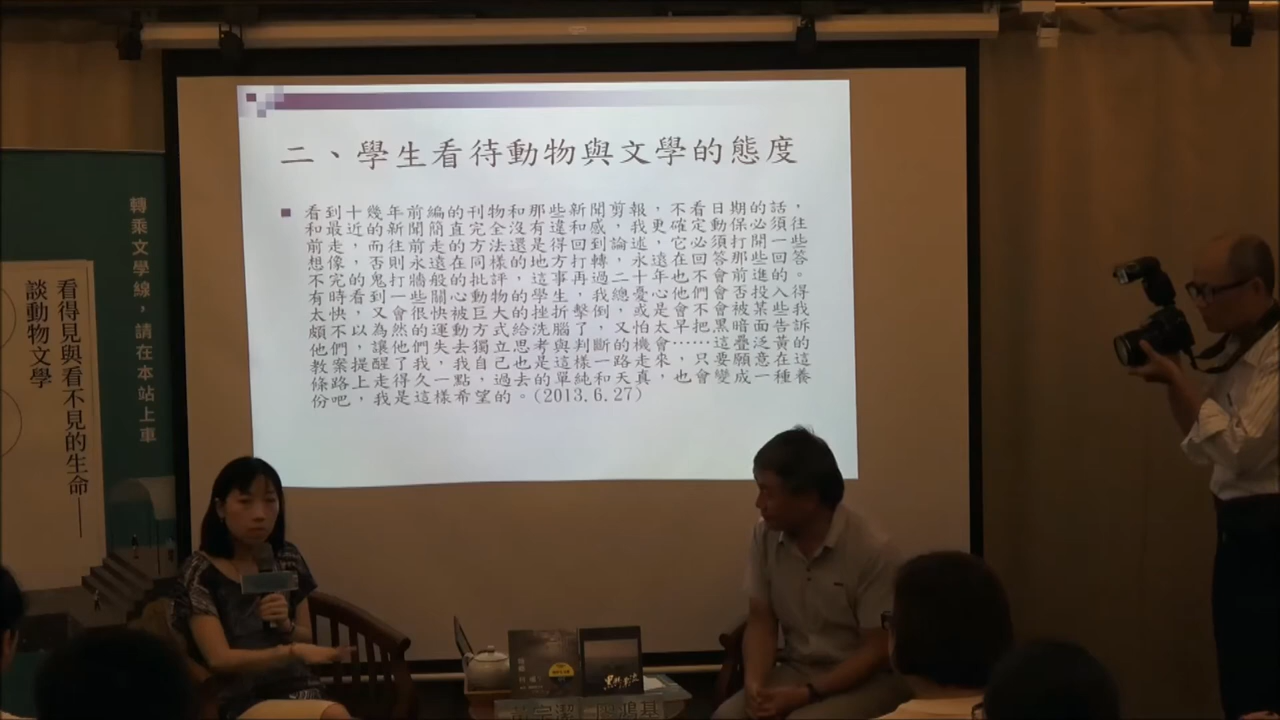 二、學生看待動物與文學的態度
看到十幾年前編的刊物和那些新聞剪報，不看日期的話，
和最近的新聞簡直完全沒有違和感，我更確定動保必須往
前走，而往前走的方法還是得回到論述，它必須打開一些
想像，否則永遠在同樣的地方打轉，永遠在回答那些回答
不完的鬼打牆般的批評，這事再過二十年也不會前進的。
有時看到一些關心動物的學生，我總憂心他們會否投入得
太快，又會很快被巨大的挫折擊倒，或是會不會被某些我
頗不以為然的運動方式給洗腦了，又怕太早把黑暗面告訴
他們，讓他們失去獨立思考與判斷的機會……這疊泛黃的
教案提醒了我，我自己也是這樣一路走來，只要願意在這
條路上走得久一點，過去的單純和天真，也會變成一種養
份吧，我是這樣希望的。(2013.6.27)
轉乘文學線，請在本站上車
看得見與看不見的生命——
談動物文學
黃宗潔
廖鴻基